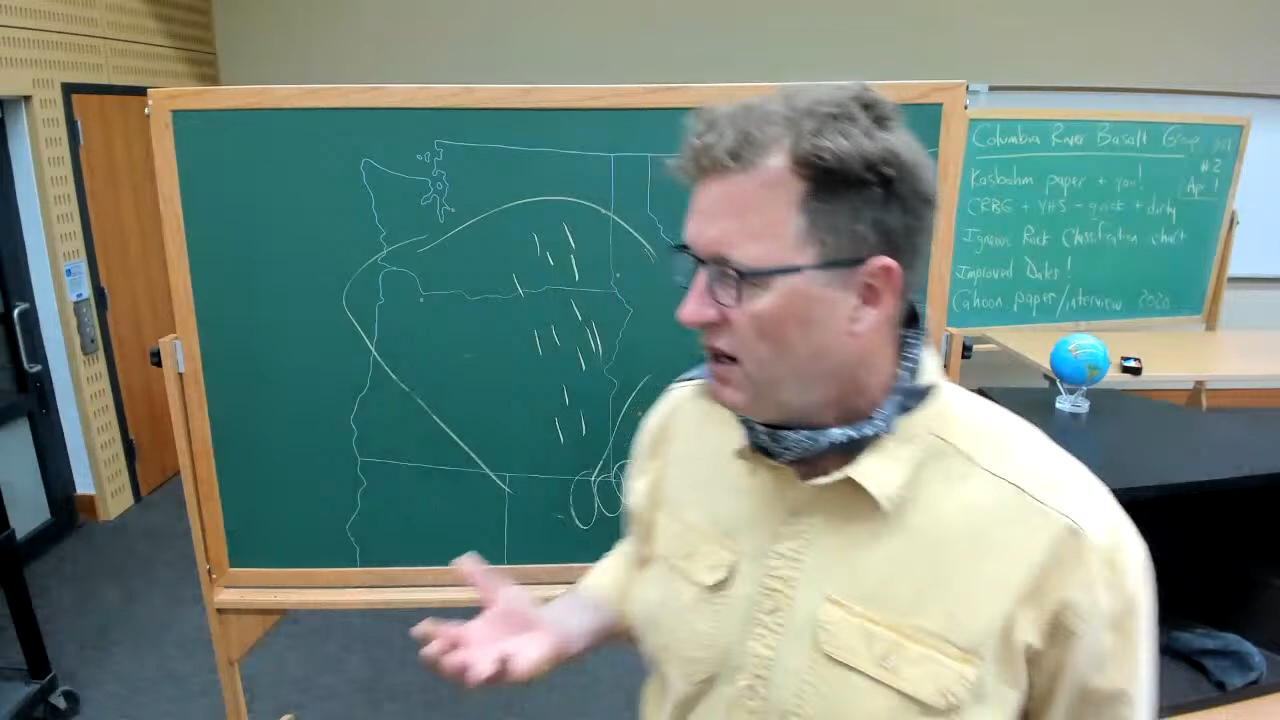 Columbia River Basalt Group
#2
Kasbohm paper + you!
Apr 1
CRBG + YHS - quick + dirty
Igneous Rock Classification chart
Improved Dates!
Cahoon paper/interview 2020